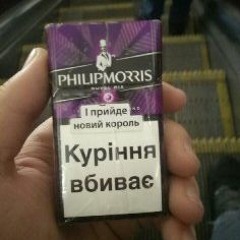 PHILIP MORRIS
І прийде
новий король
Куріння
вбиває